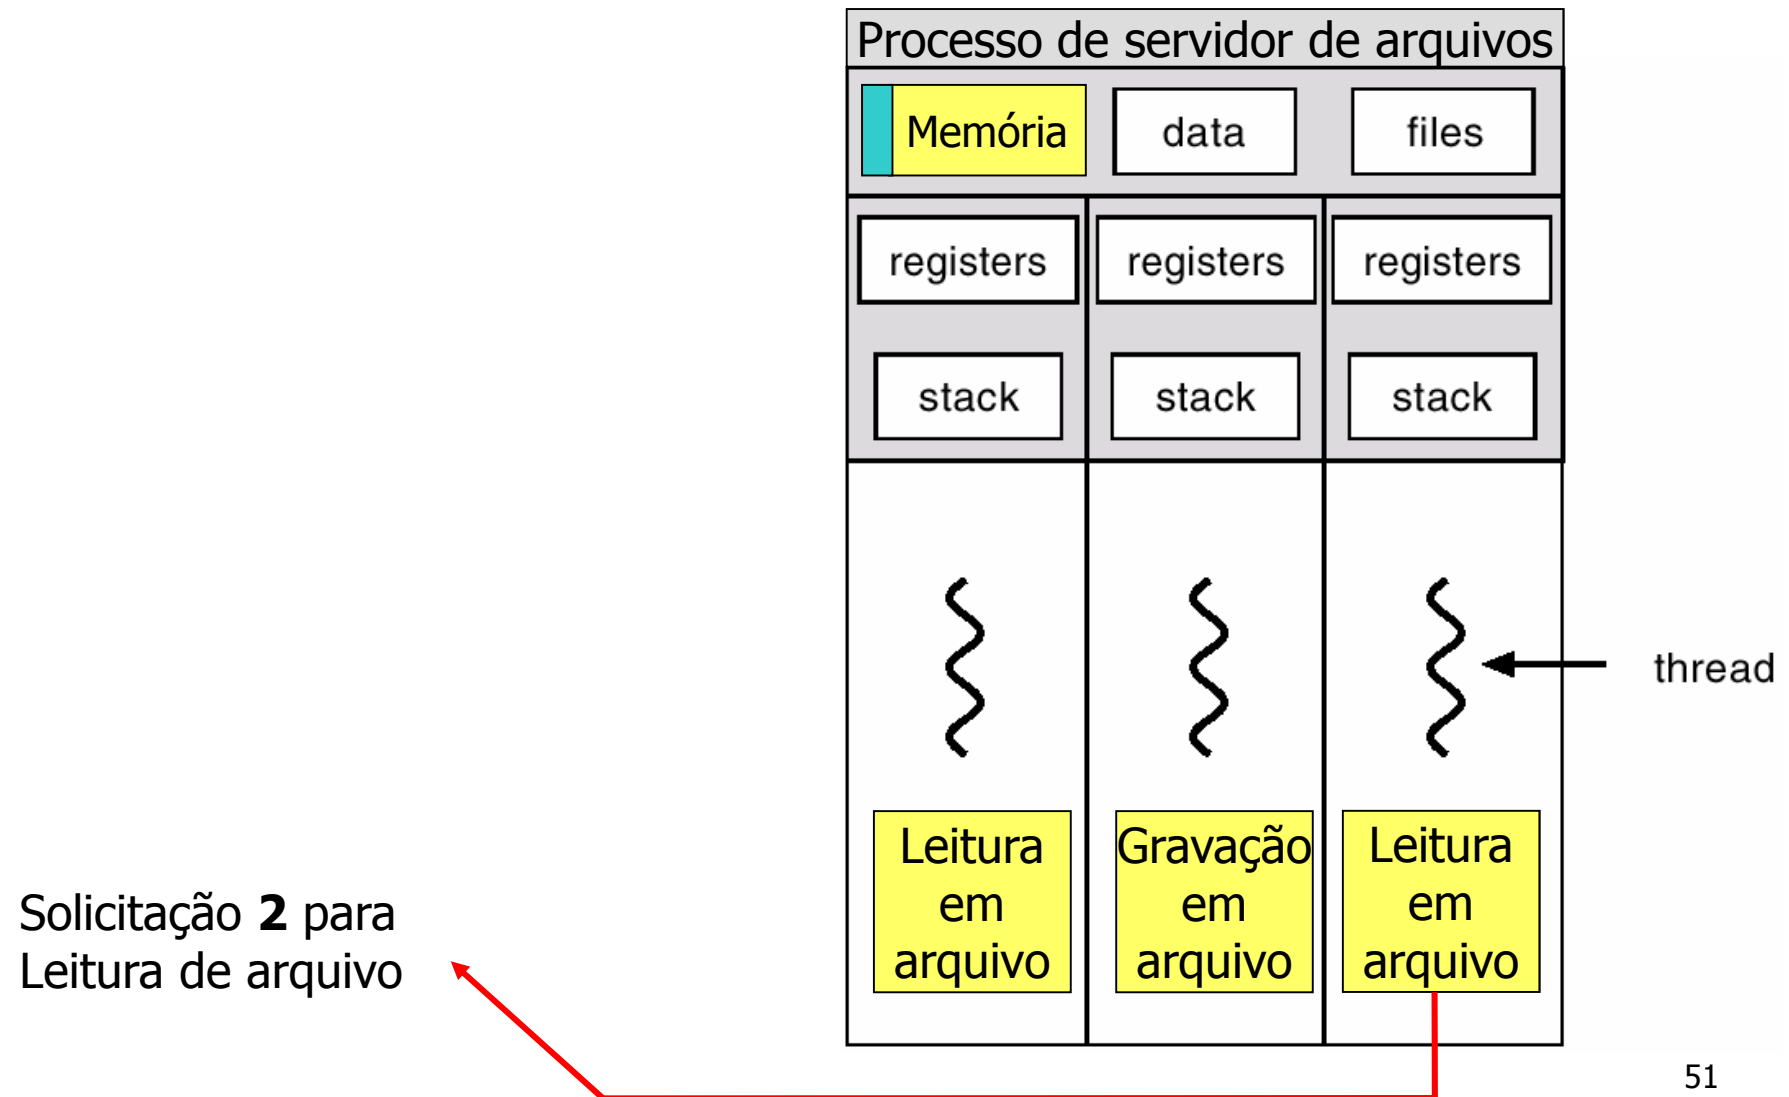 Processo de servidor de arquivos
Memória data files
registers registers registers
stack stack stack
thread
Leitura Gravação Leitura
em em em
arquivo arquivo arquivo
Solicitação 2 para
Leitura de arquivo
51